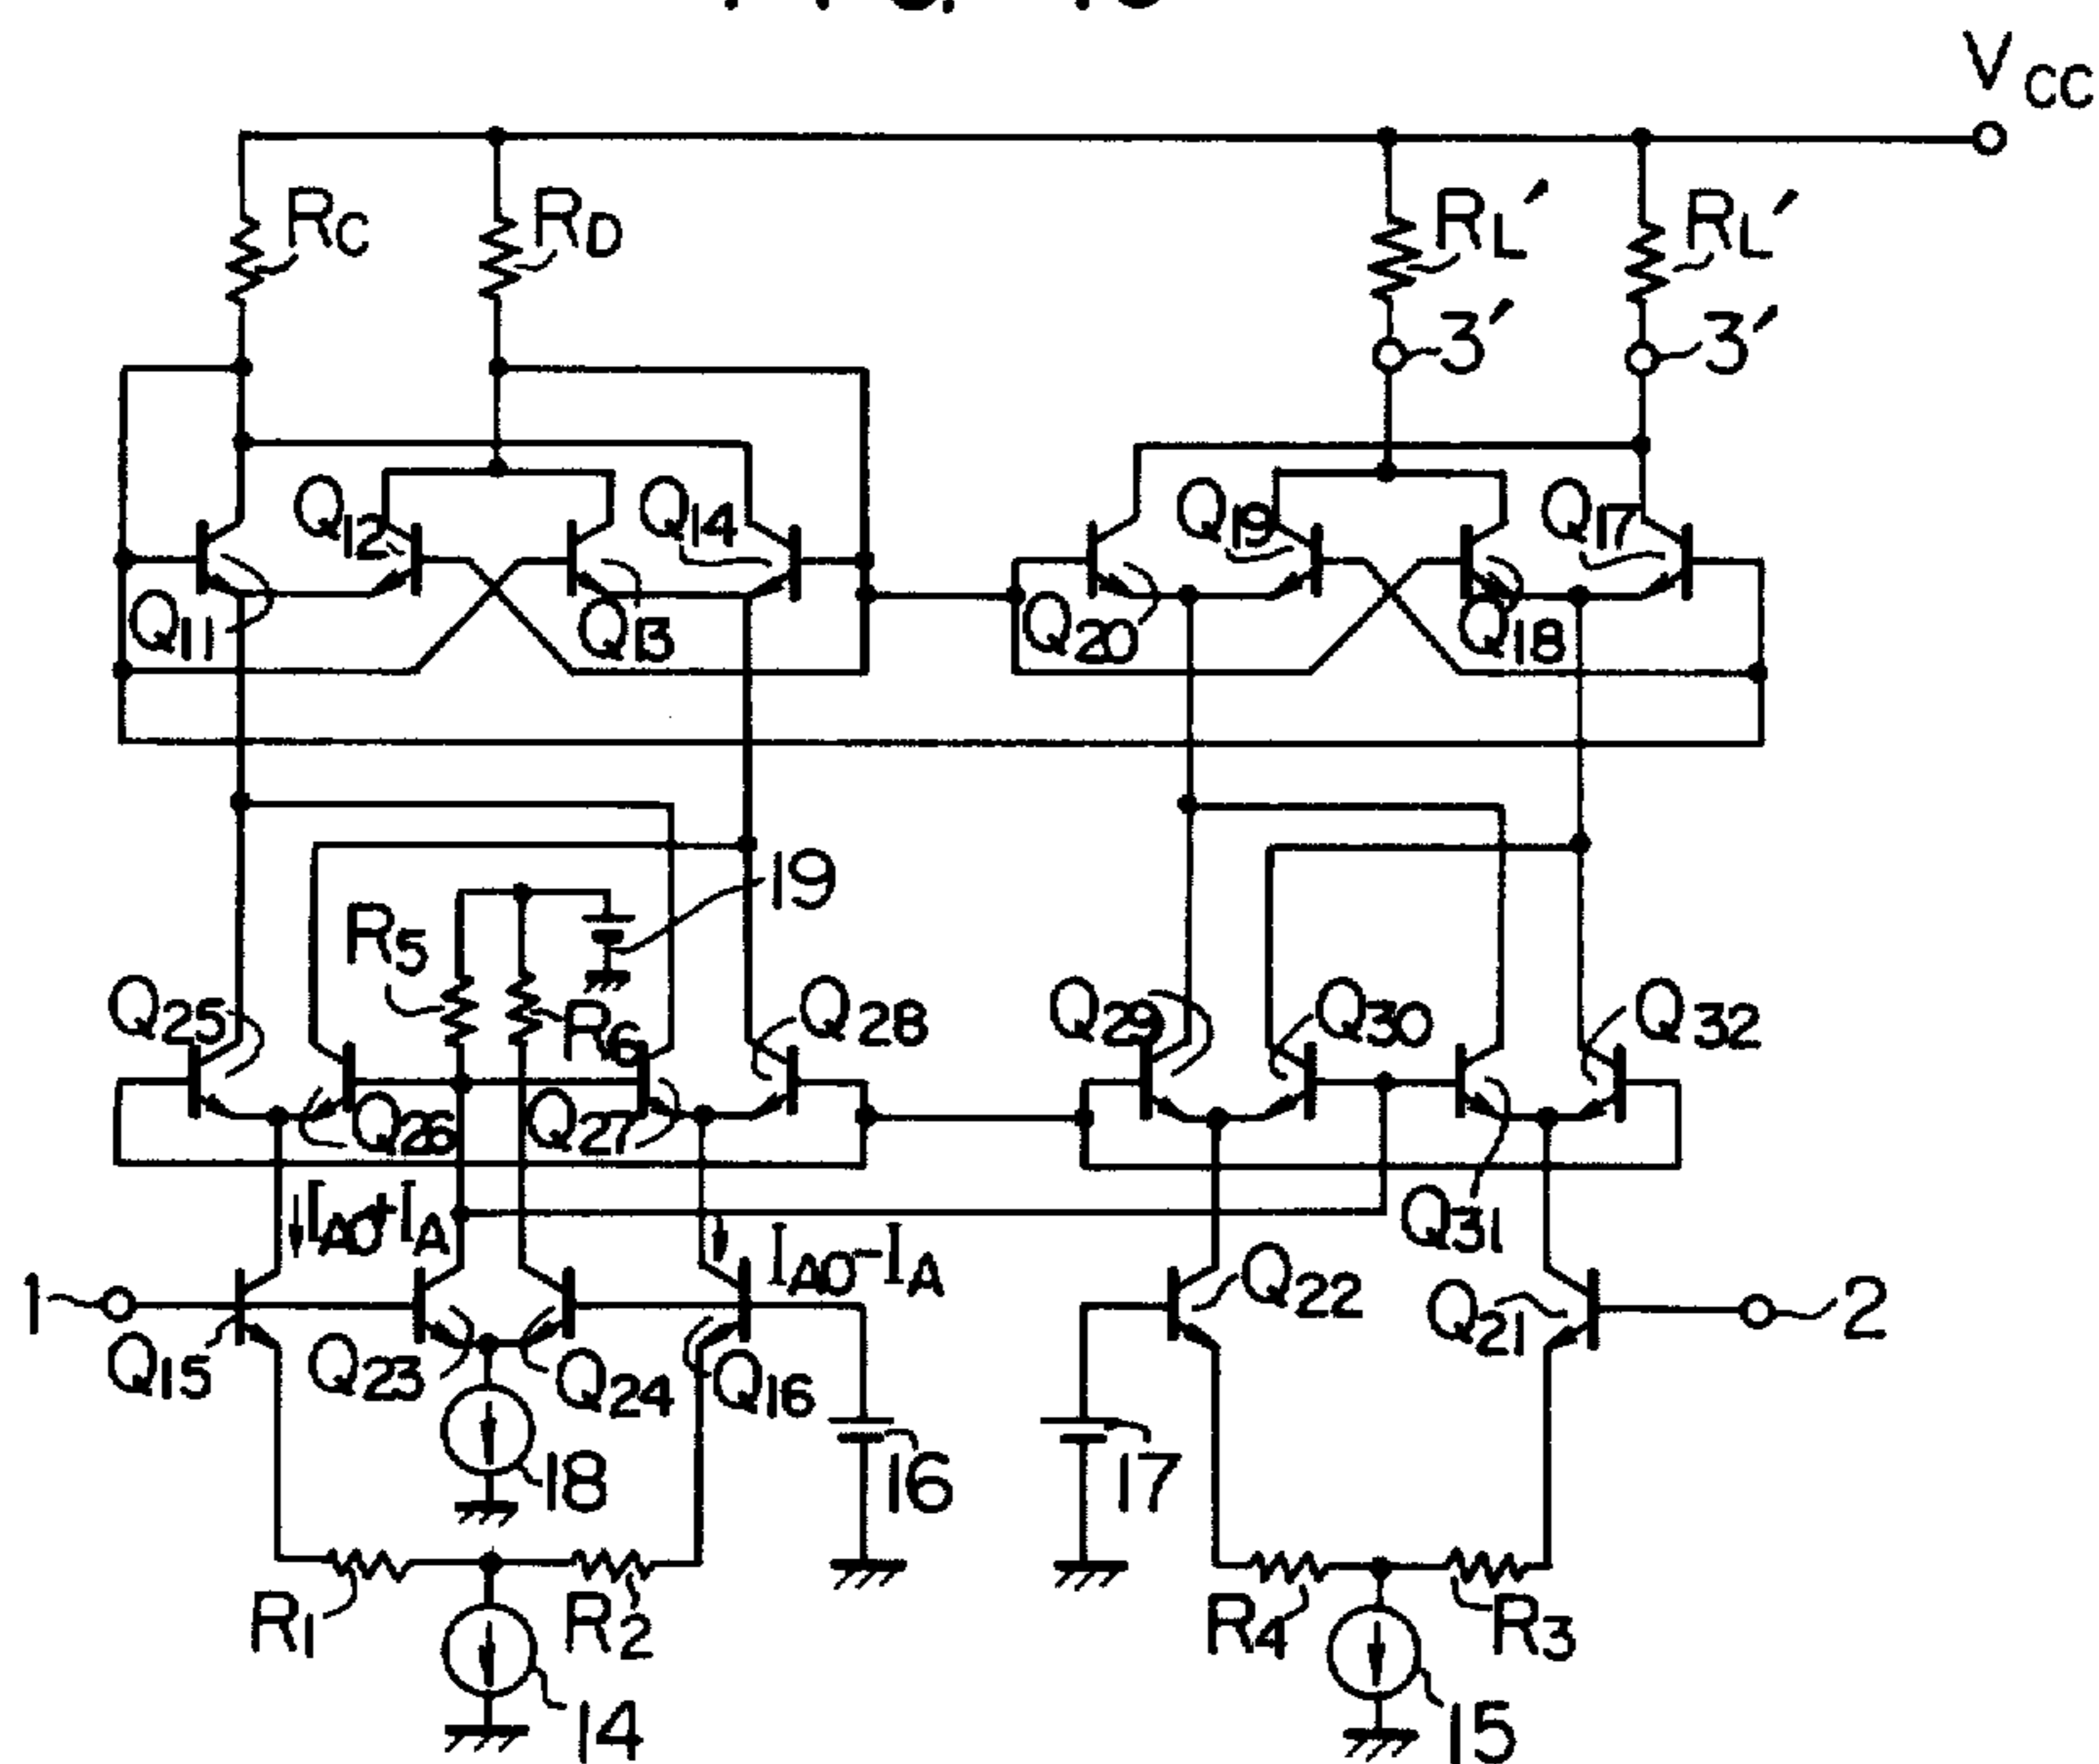 VCC
RC
RD
RL'
RL'
3'
3'
Q12
Q14
Q19
Q17
Q11
Q13
Q20
Q18
19
R5
Q25
R6
Q28
Q29
Q30
Q32
Q26
Q27
IA0+IA
IA0-IA
Q31
1
Q22
Q21
2
Q15
Q23
Q24
Q16
18
16
17
R1
R2
R4
R3
14
15